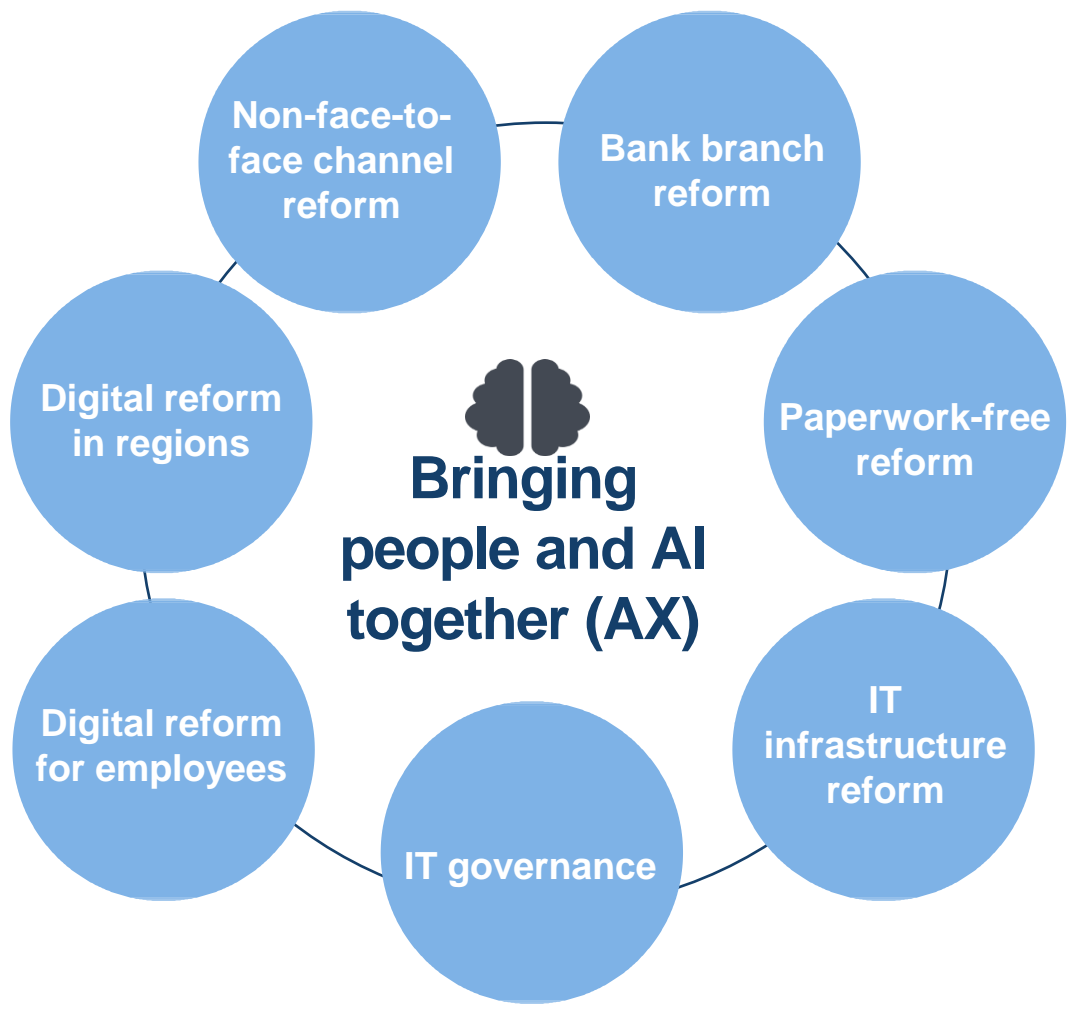 Non-face-to-
face channel
reform
Bank branch
reform
Digital reform
in regions
Paperwork-free
reform
Bringing
people and AI
together (AX)
Digital reform
for employees
IT
infrastructure
reform
IT governance